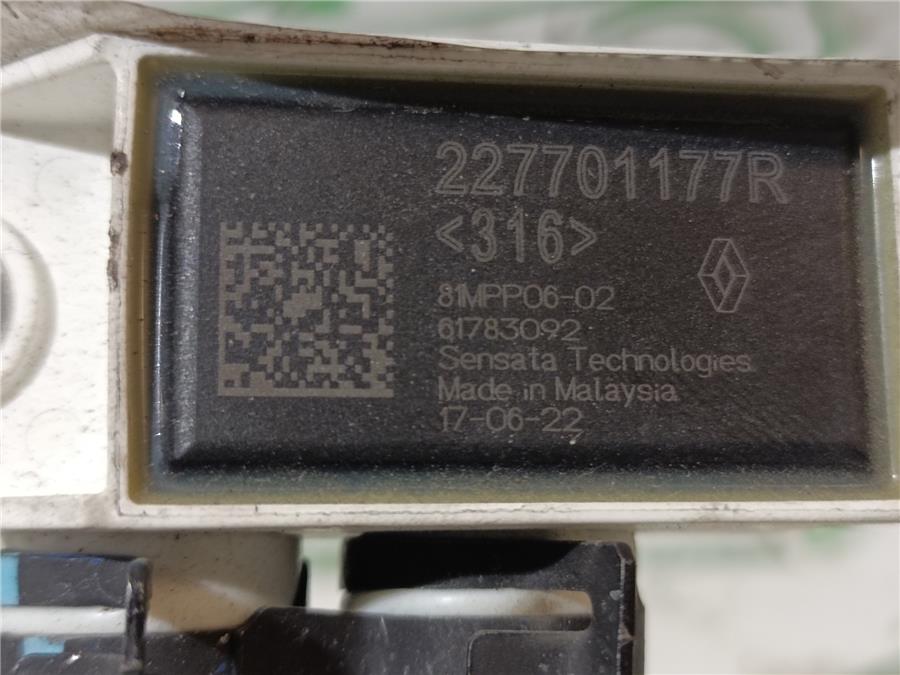 227701177R
<316>
81MPP06-02
61783092
Sensata Technologies
Made in Malaysia
17-06-22